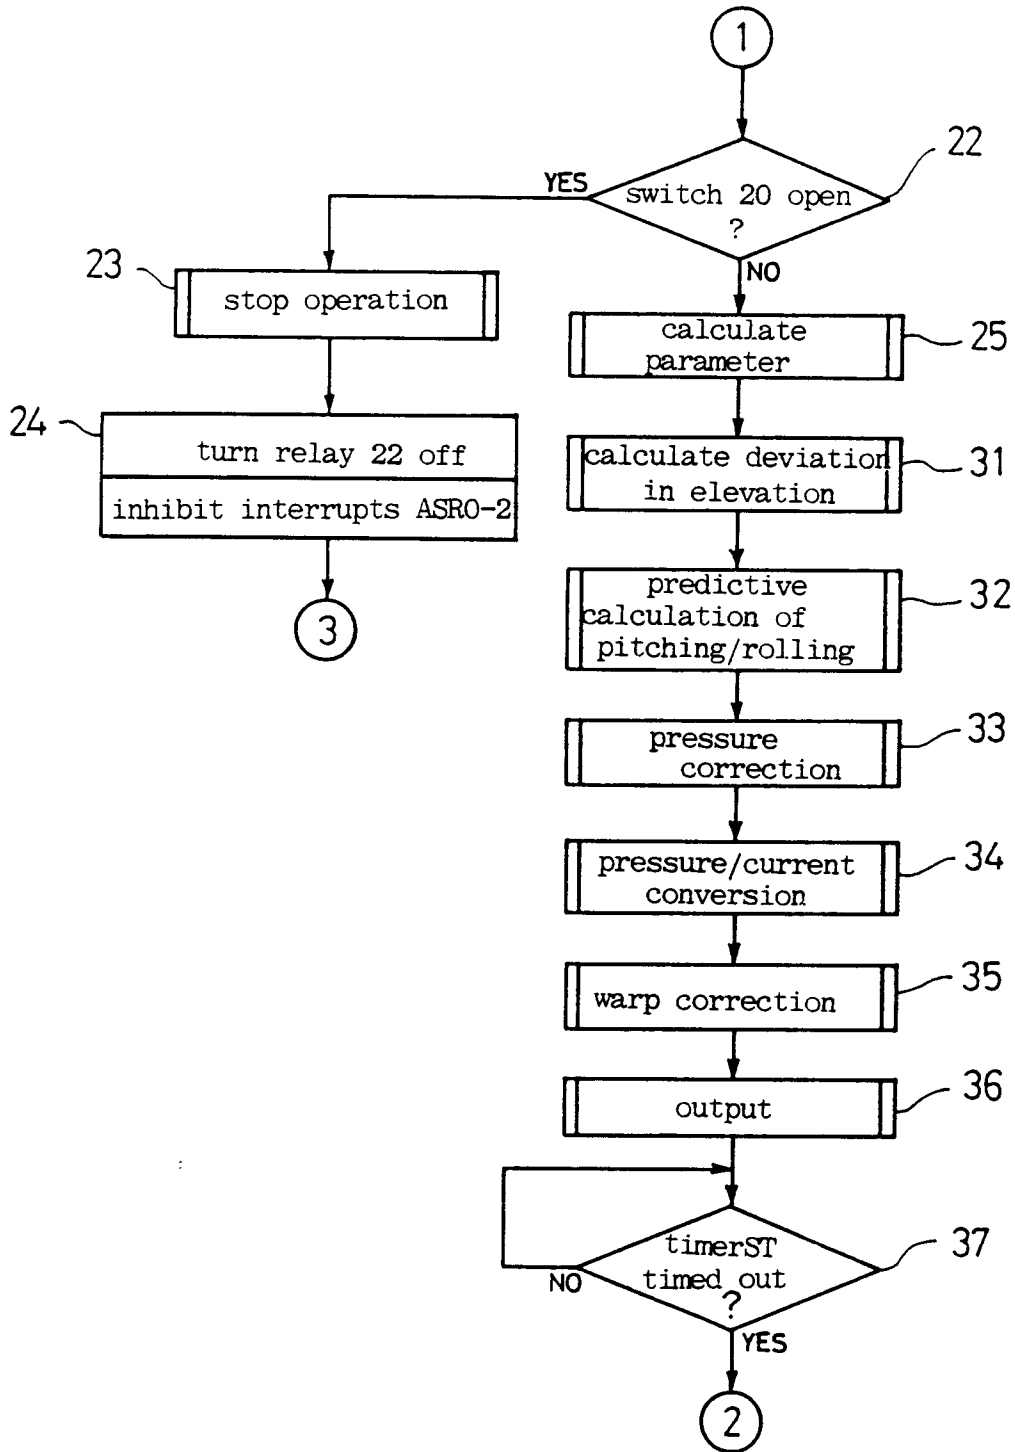 1
22
YES
switch 20 open
?
NO
23
stop operation
calculate
parameter
25
24
turn relay 22 off
inhibit interrupts ASRO-2
3
calculate deviation
in elevation
31
predictive
calculation of
pitching/rolling
32
pressure
correction
33
pressure/current
conversion
34
warp correction
35
output
36
timerST
timed out
?
37
NO
YES
2